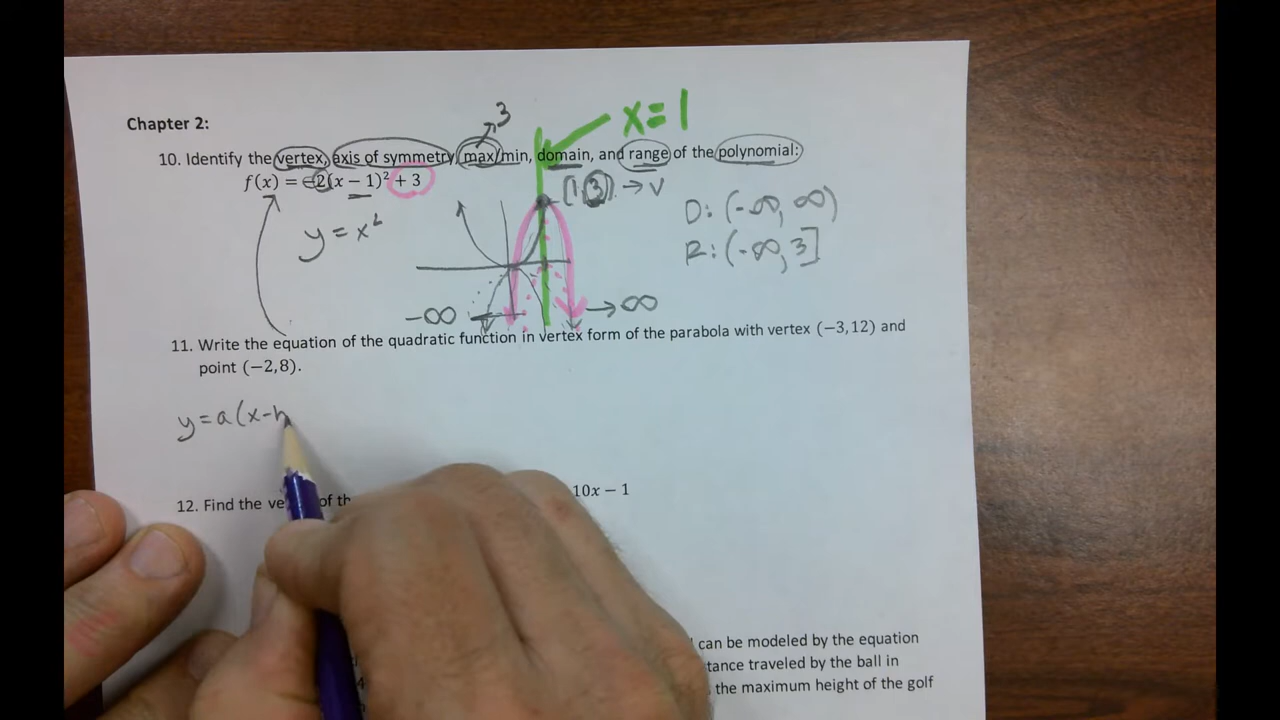 Chapter 2:
10. Identify the vertex, axis of symmetry, max/min, domain, and range of the polynomial:
3
x=1
f(x) = −2(x − 1)² + 3
(1,3) → V
y = x²
D: (-∞, ∞)
R: (-∞, 3]
-∞
→ ∞
11. Write the equation of the quadratic function in vertex form of the parabola with vertex (−3,12) and
point (−2,8).
y = a(x-h
12. Find the of th 10x − 1
can be modeled by the equation
tance traveled by the ball in
the maximum height of the golf